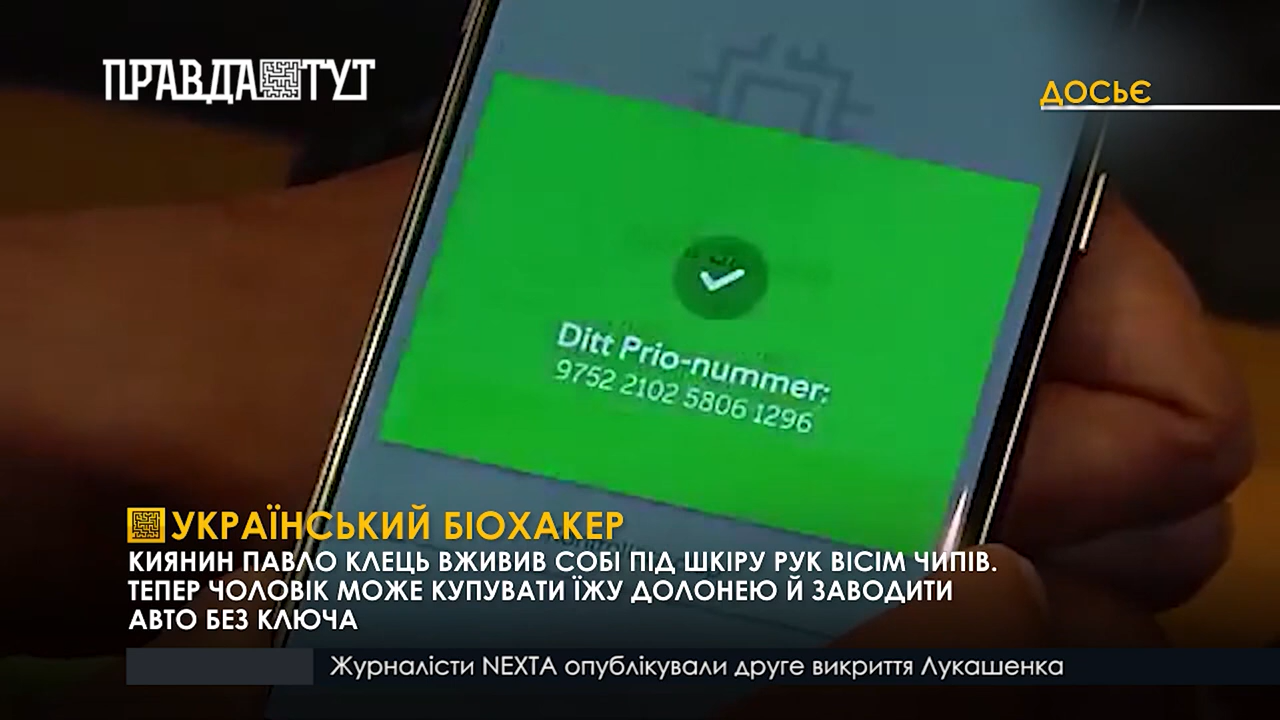 ПРАВДА ТУТ
ДОСЬЄ
Ditt Prio-nummer:
9752 2102 5806 1296
УКРАЇНСЬКИЙ БІОХАКЕР
КИЯНИН ПАВЛО КЛЕЦЬ ВЖИВИВ СОБІ ПІД ШКІРУ РУК ВІСІМ ЧИПІВ.
ТЕПЕР ЧОЛОВІК МОЖЕ КУПУВАТИ ЇЖУ ДОЛОНЕЮ Й ЗАВОДИТИ
АВТО БЕЗ КЛЮЧА
Журналісти NEXTA опублікували друге викриття Лукашенка